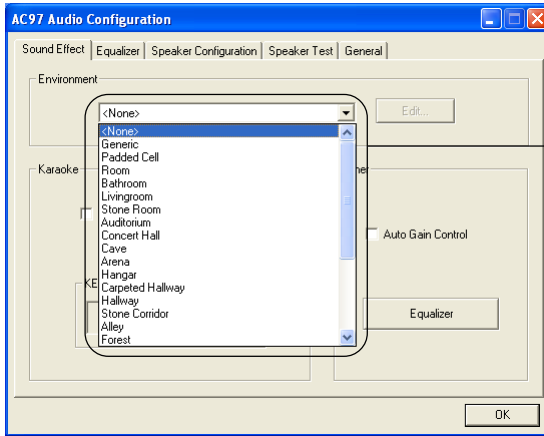 AC97 Audio Configuration
Sound Effect Equalizer Speaker Configuration Speaker Test General
Environment
<None>
Edit...
<None>
Generic
Padded Cell
Room
Bathroom
Livingroom
Stone Room
Auditorium
Concert Hall
Cave
Arena
Hangar
Carpeted Hallway
Hallway
Stone Corridor
Alley
Forest
Karaoke
KE
her
Auto Gain Control
Equalizer
OK